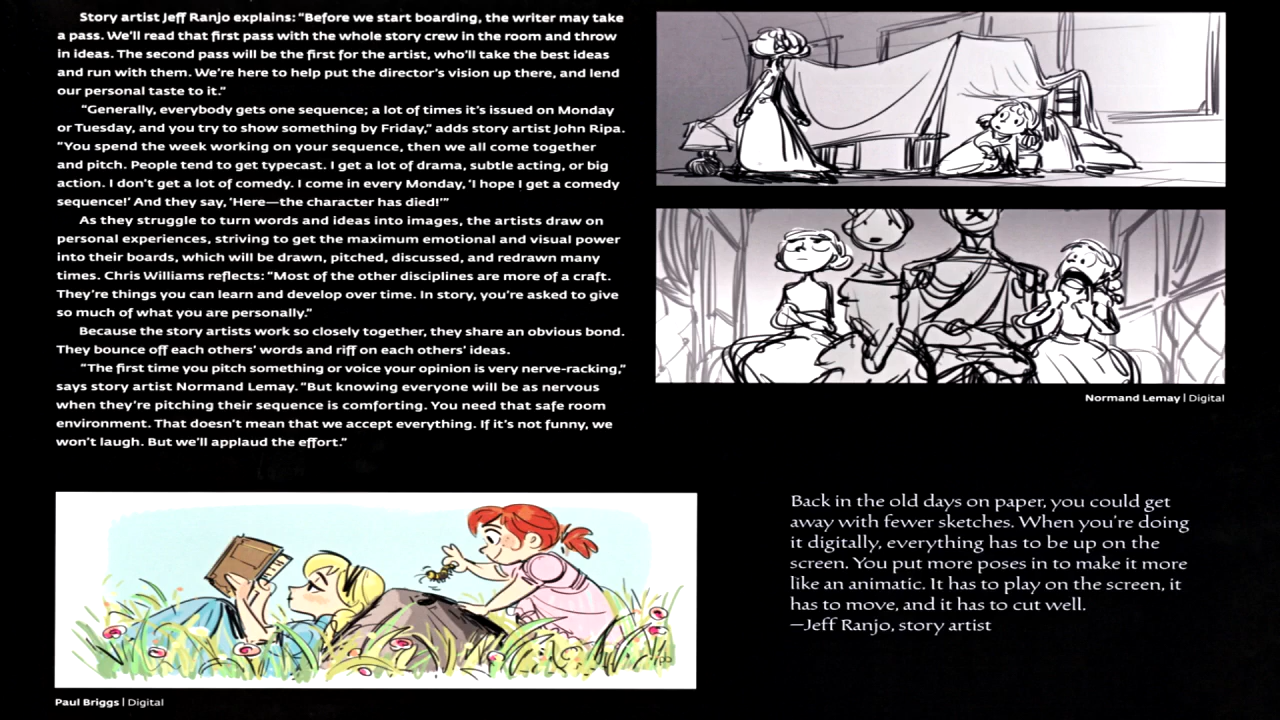 Story artist Jeff Ranjo explains: “Before we start boarding, the writer may take
a pass. We’ll read that first pass with the whole story crew in the room and throw
in ideas. The second pass will be the first for the artist, who’ll take the best ideas
and run with them. We’re here to help put the director’s vision up there, and lend
our personal taste to it.”
“Generally, everybody gets one sequence; a lot of times it’s issued on Monday
or Tuesday, and you try to show something by Friday,” adds story artist John Ripa.
“You spend the week working on your sequence, then we all come together
and pitch. People tend to get typecast. I get a lot of drama, subtle acting, or big
action. I don’t get a lot of comedy. I come in every Monday, ‘I hope I get a comedy
sequence!’ And they say, ‘Here—the character has died!’”
As they struggle to turn words and ideas into images, the artists draw on
personal experiences, striving to get the maximum emotional and visual power
into their boards, which will be drawn, pitched, discussed, and redrawn many
times. Chris Williams reflects: “Most of the other disciplines are more of a craft.
They’re things you can learn and develop over time. In story, you’re asked to give
so much of what you are personally.”
Because the story artists work so closely together, they share an obvious bond.
They bounce off each others’ words and riff on each others’ ideas.
“The first time you pitch something or voice your opinion is very nerve-racking,”
says story artist Normand Lemay. “But knowing everyone will be as nervous
when they’re pitching their sequence is comforting. You need that safe room
environment. That doesn’t mean that we accept everything. If it’s not funny, we
won’t laugh. But we’ll applaud the effort.”
Normand Lemay | Digital
Back in the old days on paper, you could get
away with fewer sketches. When you’re doing
it digitally, everything has to be up on the
screen. You put more poses in to make it more
like an animatic. It has to play on the screen, it
has to move, and it has to cut well.
—Jeff Ranjo, story artist
Paul Briggs | Digital